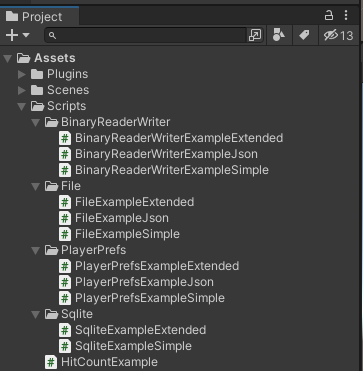 Project
13
Assets
Plugins
Scenes
Scripts
BinaryReaderWriter
BinaryReaderWriterExampleExtended
BinaryReaderWriterExampleJson
BinaryReaderWriterExampleSimple
File
FileExampleExtended
FileExampleJson
FileExampleSimple
PlayerPrefs
PlayerPrefsExampleExtended
PlayerPrefsExampleJson
PlayerPrefsExampleSimple
Sqlite
SqliteExampleExtended
SqliteExampleSimple
HitCountExample